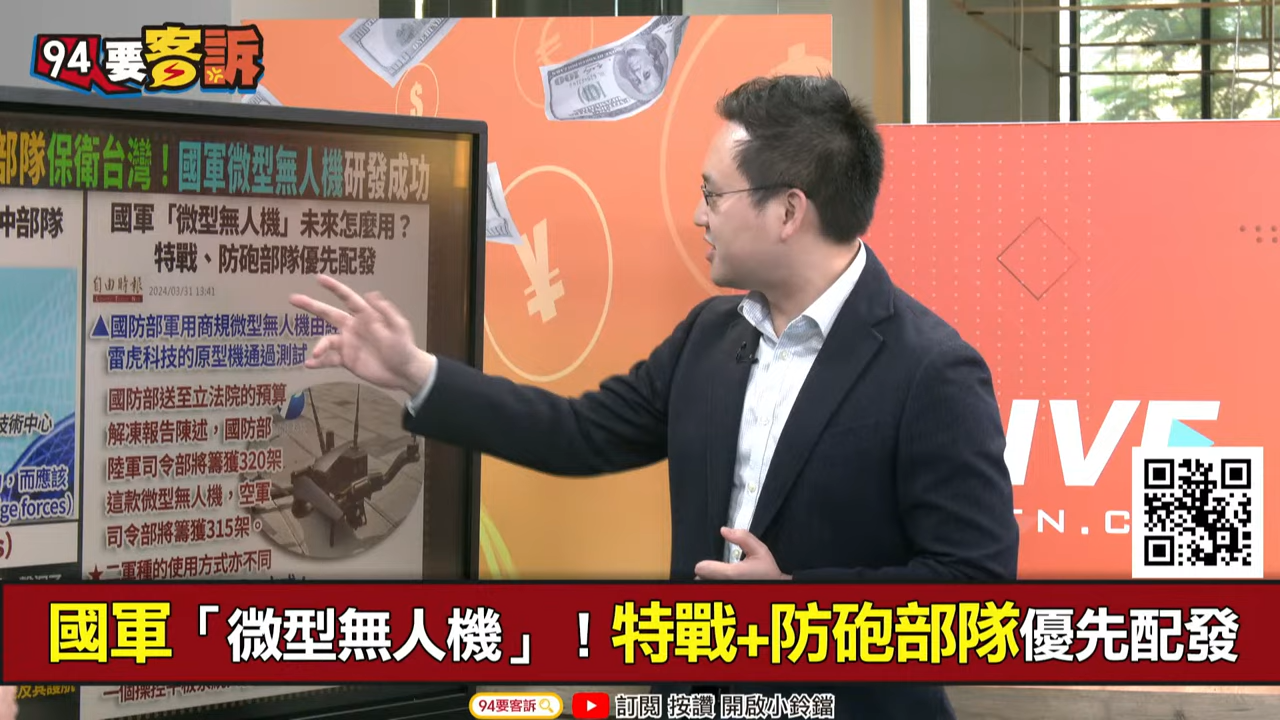 94要客訴
部隊保衛台灣！國軍微型無人機研發成功
中部隊
國軍「微型無人機」未來怎麼用？
特戰、防砲部隊優先配發
自由時報
2024/03/31 13:41
▲國防部軍用商規微型無人機由
雷虎科技的原型機通過測試
國防部送至立法院的預算
解凍報告陳述，國防部
陸軍司令部將籌獲320架
這款微型無人機，空軍
司令部將籌獲315架。
技術中心
，而應該
ge forces)
s)
★二軍種的使用方式亦不同
國軍「微型無人機」！特戰+防砲部隊優先配發
94要客訴
訂閱 按讚 開啟小鈴鐺